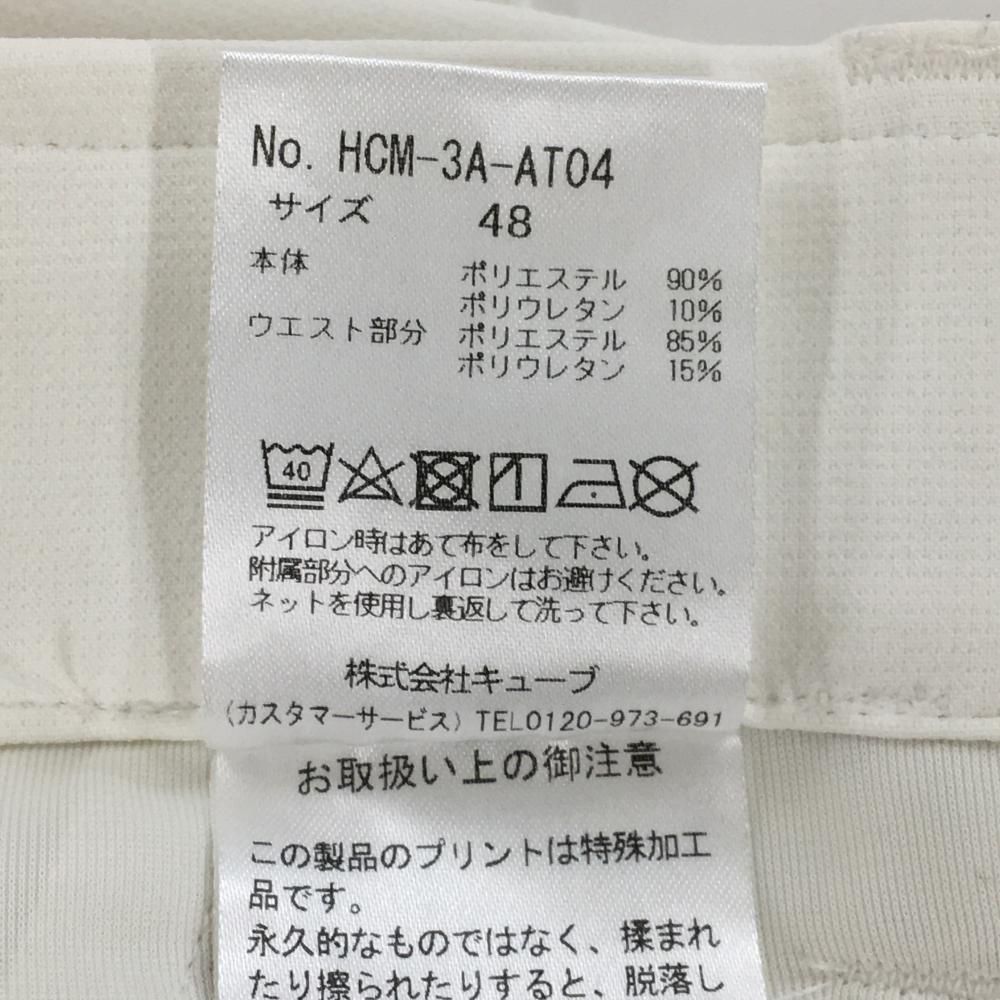 No. HCM-3A-AT04
サイズ 48
本体 ポリエステル 90%
ポリウレタン 10%
ウエスト部分 ポリエステル 85%
ポリウレタン 15%
40
アイロン時はあて布をして下さい。
附属部分へのアイロンはお避けください。
ネットを使用し裏返して洗って下さい。
株式会社キューブ
(カスタマーサービス) TEL0120-973-691
お取扱い上の御注意
この製品のプリントは特殊加工
品です。
永久的なものではなく、揉まれ
たり擦られたりすると、脱落し